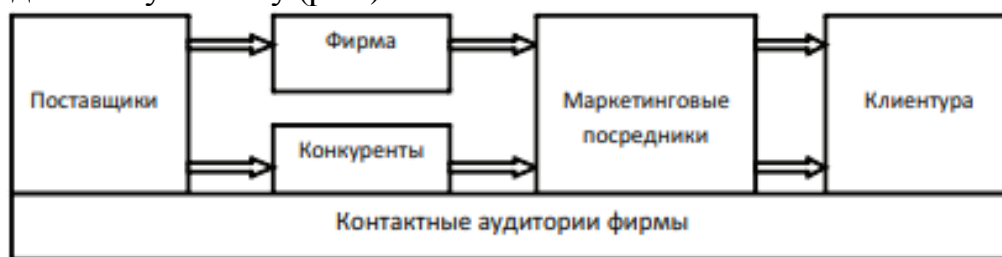 Фирма
Поставщики
Маркетинговые
посредники
Клиентура
Конкуренты
Контактные аудитории фирмы